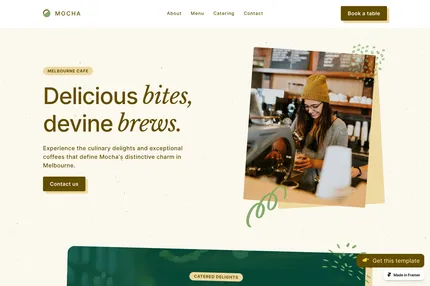 MOCHA
About Menu Catering Contact
Book a table
MELBOURNE CAFE
Delicious bites,
devine brews.
Experience the culinary delights and exceptional
coffees that define Mocha's distinctive charm in
Melbourne.
Contact us
CATERED DELIGHTS
Get this template
Made in Framer